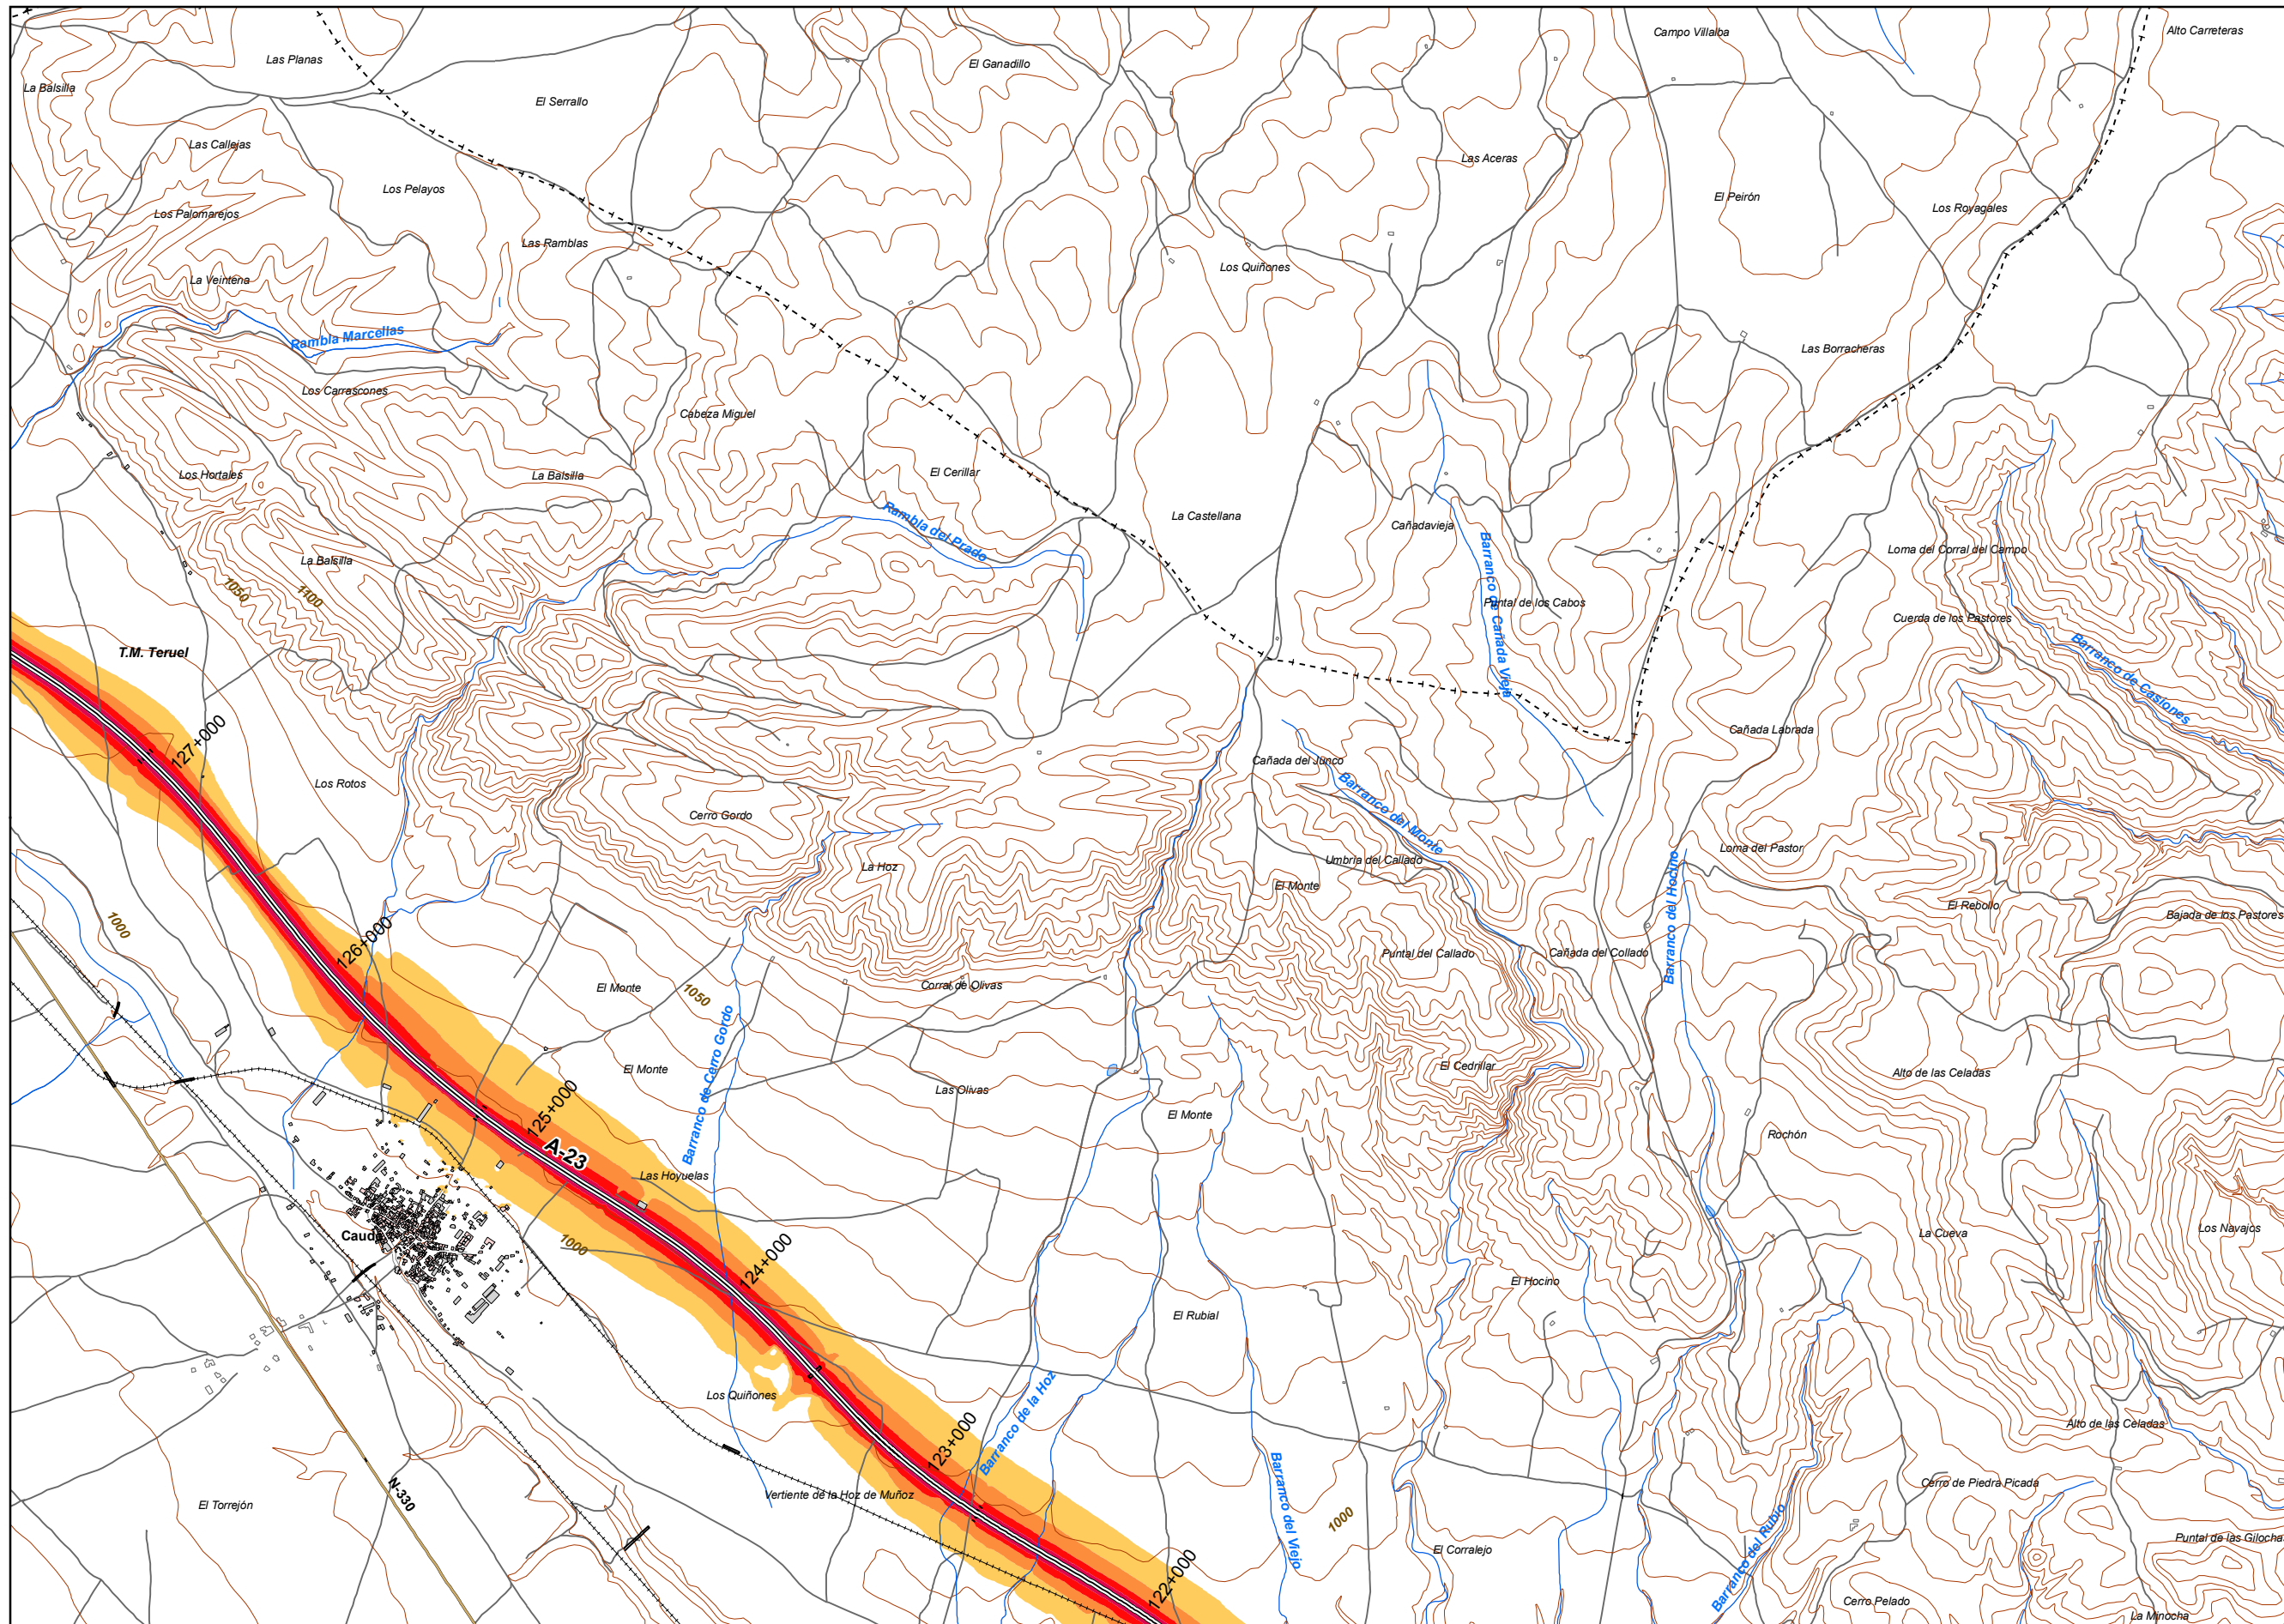 Campo Villalba
Alto Carreteras
Las Planas
El Ganadillo
La Balsilla
El Serrallo
Las Callejas
Las Aceras
Los Pelayos
El Peirón
Los Palomarejos
Los Royagales
Las Ramblas
Los Quiñones
La Veintena
Rambla Marcellas
Las Borracheras
Los Carrascones
Cabeza Miguel
Los Hortales
La Balsilla
El Cerillar
Rambla del Prado
La Castellana
Cañadavieja
Barranco de Cañada Vieja
Loma del Corral del Campo
La Balsilla
1050
1100
Puntal de los Cabos
Cuerda de los Pastores
T.M. Teruel
Barranco de Casiones
127+000
Cañada Labrada
Cañada del Junco
Los Rotos
Barranco del Monte
Cerro Gordo
Loma del Pastor
Umbría del Callado
La Hoz
El Monte
Barranco del Hocino
El Rebollo
Bajada de los Pastores
1000
126+000
Puntal del Callado
Cañada del Collado
El Monte
1050
Corral de Olivas
Barranco de Cerro Gordo
El Monte
El Cedrillar
Alto de las Celadas
Las Olivas
125+000
El Monte
Rochón
A-23
Las Hoyuelas
Los Navajos
La Cueva
Cauda
1000
124+000
El Hocino
El Rubial
Los Quiñones
Barranco de la Hoz
Alto de las Celadas
123+000
Cerro de Piedra Picada
Vertiente de la Hoz de Muñoz
N-330
El Torrejón
Barranco del Viejo
1000
Barranco del Rubio
El Corralejo
Puntal de las Gilocha
122+000
Cerro Pelado
La Minocha